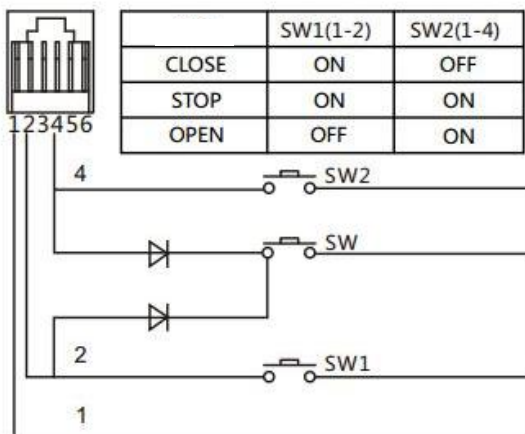 SW1(1-2) SW2(1-4)
CLOSE ON OFF
STOP ON ON
OPEN OFF ON
123456
4
SW2
SW
2
SW1
1